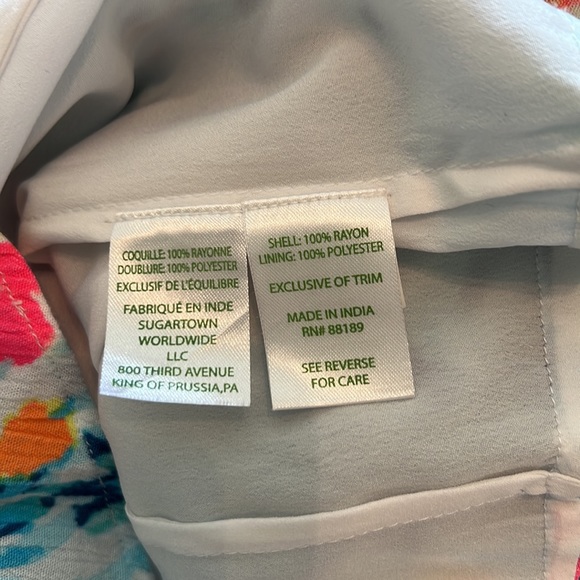 COQUILLE: 100% RAYONNE
DOUBLURE: 100% POLYESTER
EXCLUSIF DE L'ÉQUILIBRE
FABRIQUÉ EN INDE
SUGARTOWN
WORLDWIDE
LLC
800 THIRD AVENUE
KING OF PRUSSIA,PA
SHELL: 100% RAYON
LINING: 100% POLYESTER
EXCLUSIVE OF TRIM
MADE IN INDIA
RN# 88189
SEE REVERSE
FOR CARE